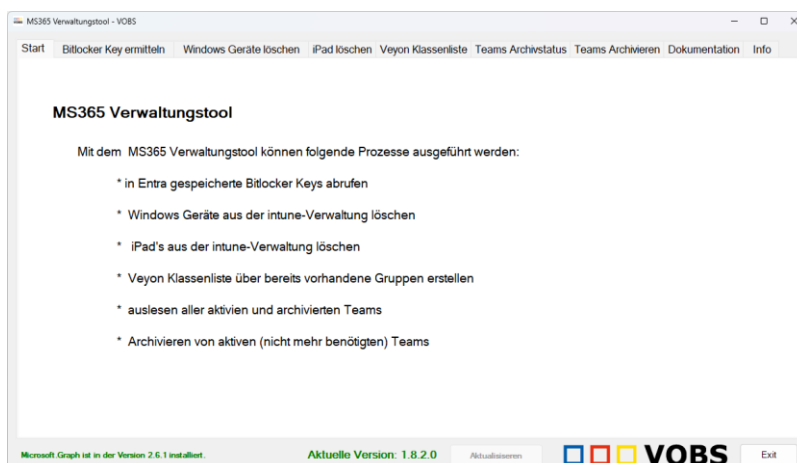 MS365 Verwaltungstool - VOBS
Start Bitlocker Key ermitteln Windows Geräte löschen iPad löschen Veyon Klassenliste Teams Archivstatus Teams Archivieren Dokumentation Info
MS365 Verwaltungstool
Mit dem MS365 Verwaltungstool können folgende Prozesse ausgeführt werden:
* in Entra gespeicherte Bitlocker Keys abrufen
* Windows Geräte aus der intune-Verwaltung löschen
* iPad's aus der intune-Verwaltung löschen
* Veyon Klassenliste über bereits vorhandene Gruppen erstellen
* auslesen aller aktivien und archivierten Teams
* Archivieren von aktiven (nicht mehr benötigten) Teams
Microsoft.Graph ist in der Version 2.6.1 installiert. Aktuelle Version: 1.8.2.0 Aktualisieren VOBS Exit